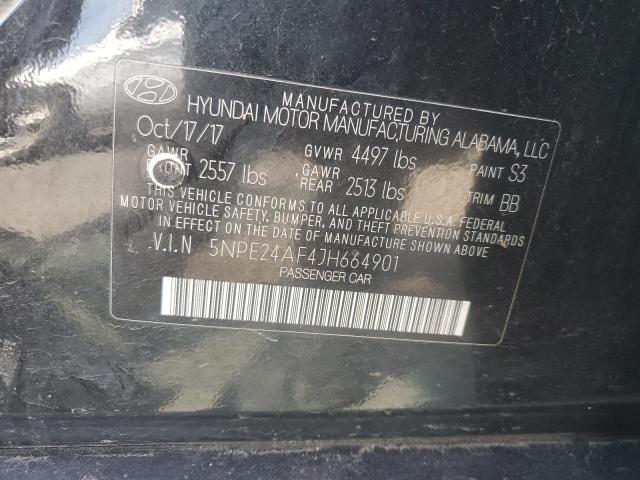 MANUFACTURED BY
HYUNDAI MOTOR MANUFACTURING ALABAMA, LLC
Oct/17/17 GVWR 4497 lbs PAINT S3
GAWR FRONT 2557 lbs GAWR REAR 2513 lbs TRIM BB
THIS VEHICLE CONFORMS TO ALL APPLICABLE U.S.A. FEDERAL
MOTOR VEHICLE SAFETY, BUMPER, AND THEFT PREVENTION STANDARDS
IN EFFECT ON THE DATE OF MANUFACTURE SHOWN ABOVE.
V.I.N 5NPE24AF4JH664901
PASSENGER CAR